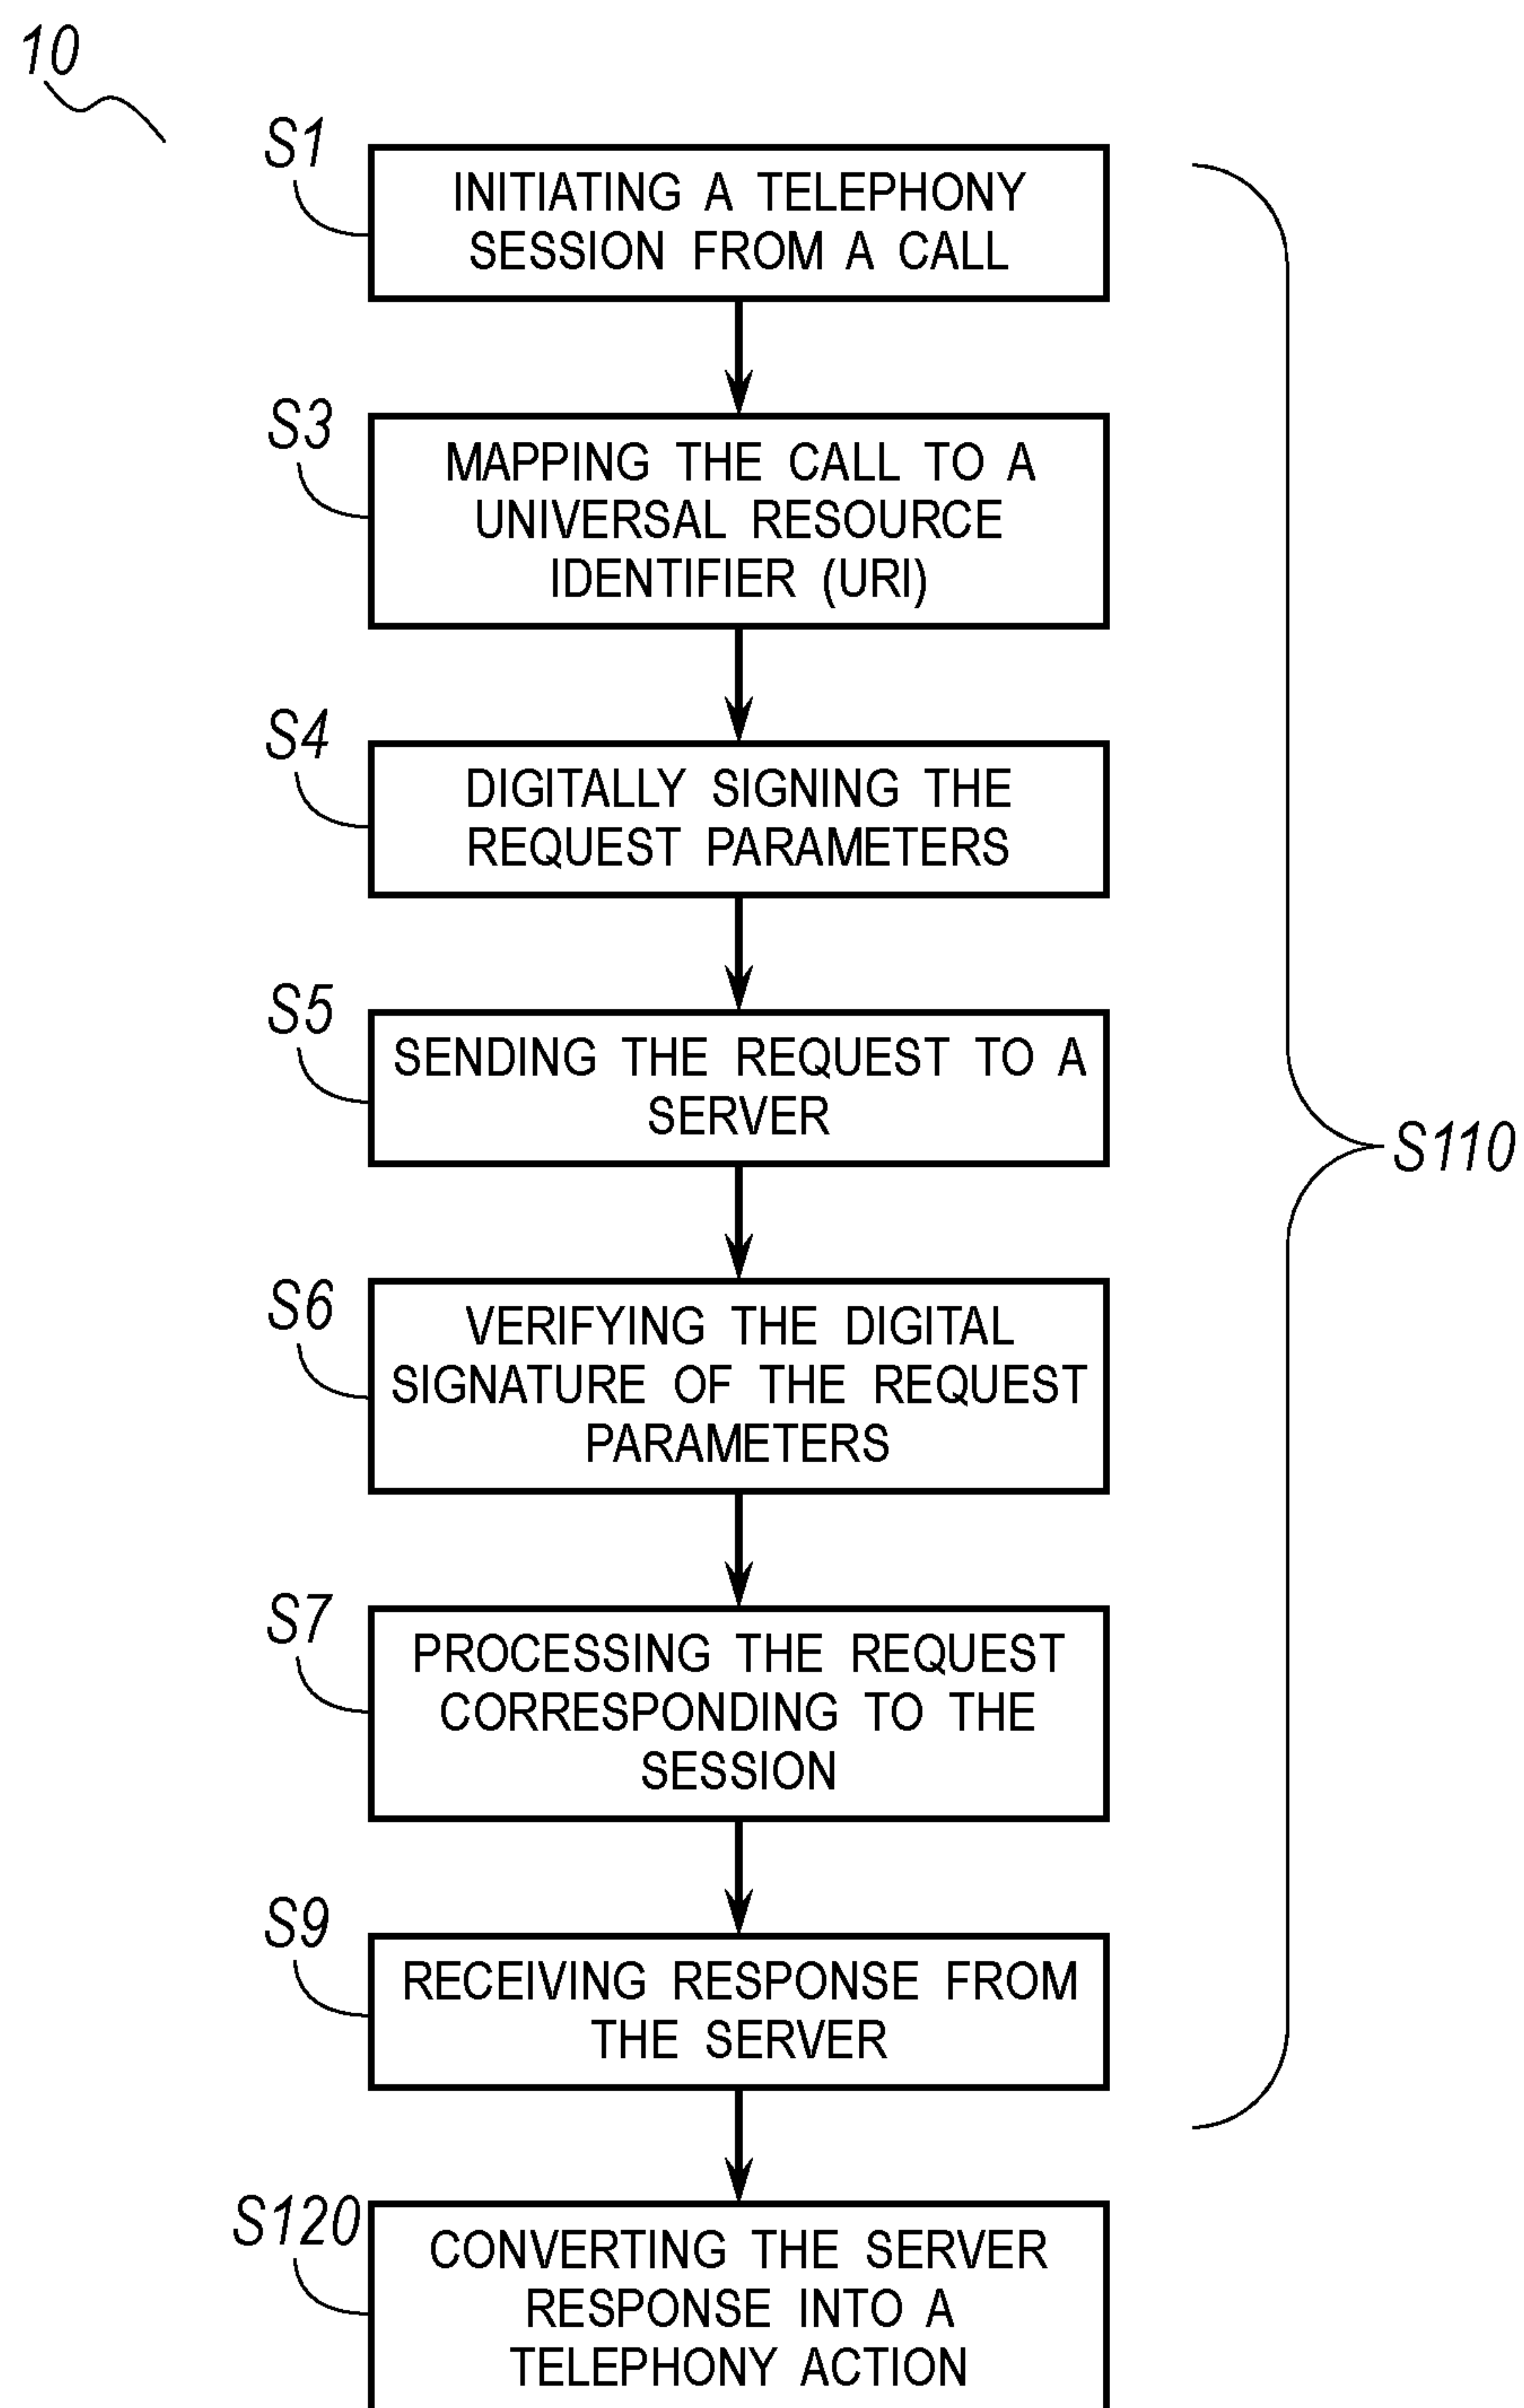 10
S1
INITIATING A TELEPHONY
SESSION FROM A CALL
S3
MAPPING THE CALL TO A
UNIVERSAL RESOURCE
IDENTIFIER (URI)
S4
DIGITALLY SIGNING THE
REQUEST PARAMETERS
S5
SENDING THE REQUEST TO A
SERVER
S110
S6
VERIFYING THE DIGITAL
SIGNATURE OF THE REQUEST
PARAMETERS
S7
PROCESSING THE REQUEST
CORRESPONDING TO THE
SESSION
S9
RECEIVING RESPONSE FROM
THE SERVER
S120
CONVERTING THE SERVER
RESPONSE INTO A
TELEPHONY ACTION